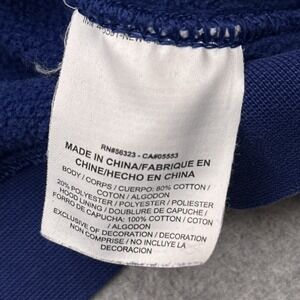 RN#56323 - CA#05553
MADE IN CHINA/FABRIQUE EN
CHINE/HECHO EN CHINA
BODY / CORPS / CUERPO: 80% COTTON /
COTON / ALGODON
20% POLYESTER / POLYESTER / POLIESTER
HOOD LINING / DOUBLURE DE CAPUCHE /
FORRO DE CAPUCHA: 100% COTTON / COTON
/ ALGODON
EXCLUSIVE OF DECORATION / DECORATION
NON COMPRISE / NO INCLUYE LA
DECORACION